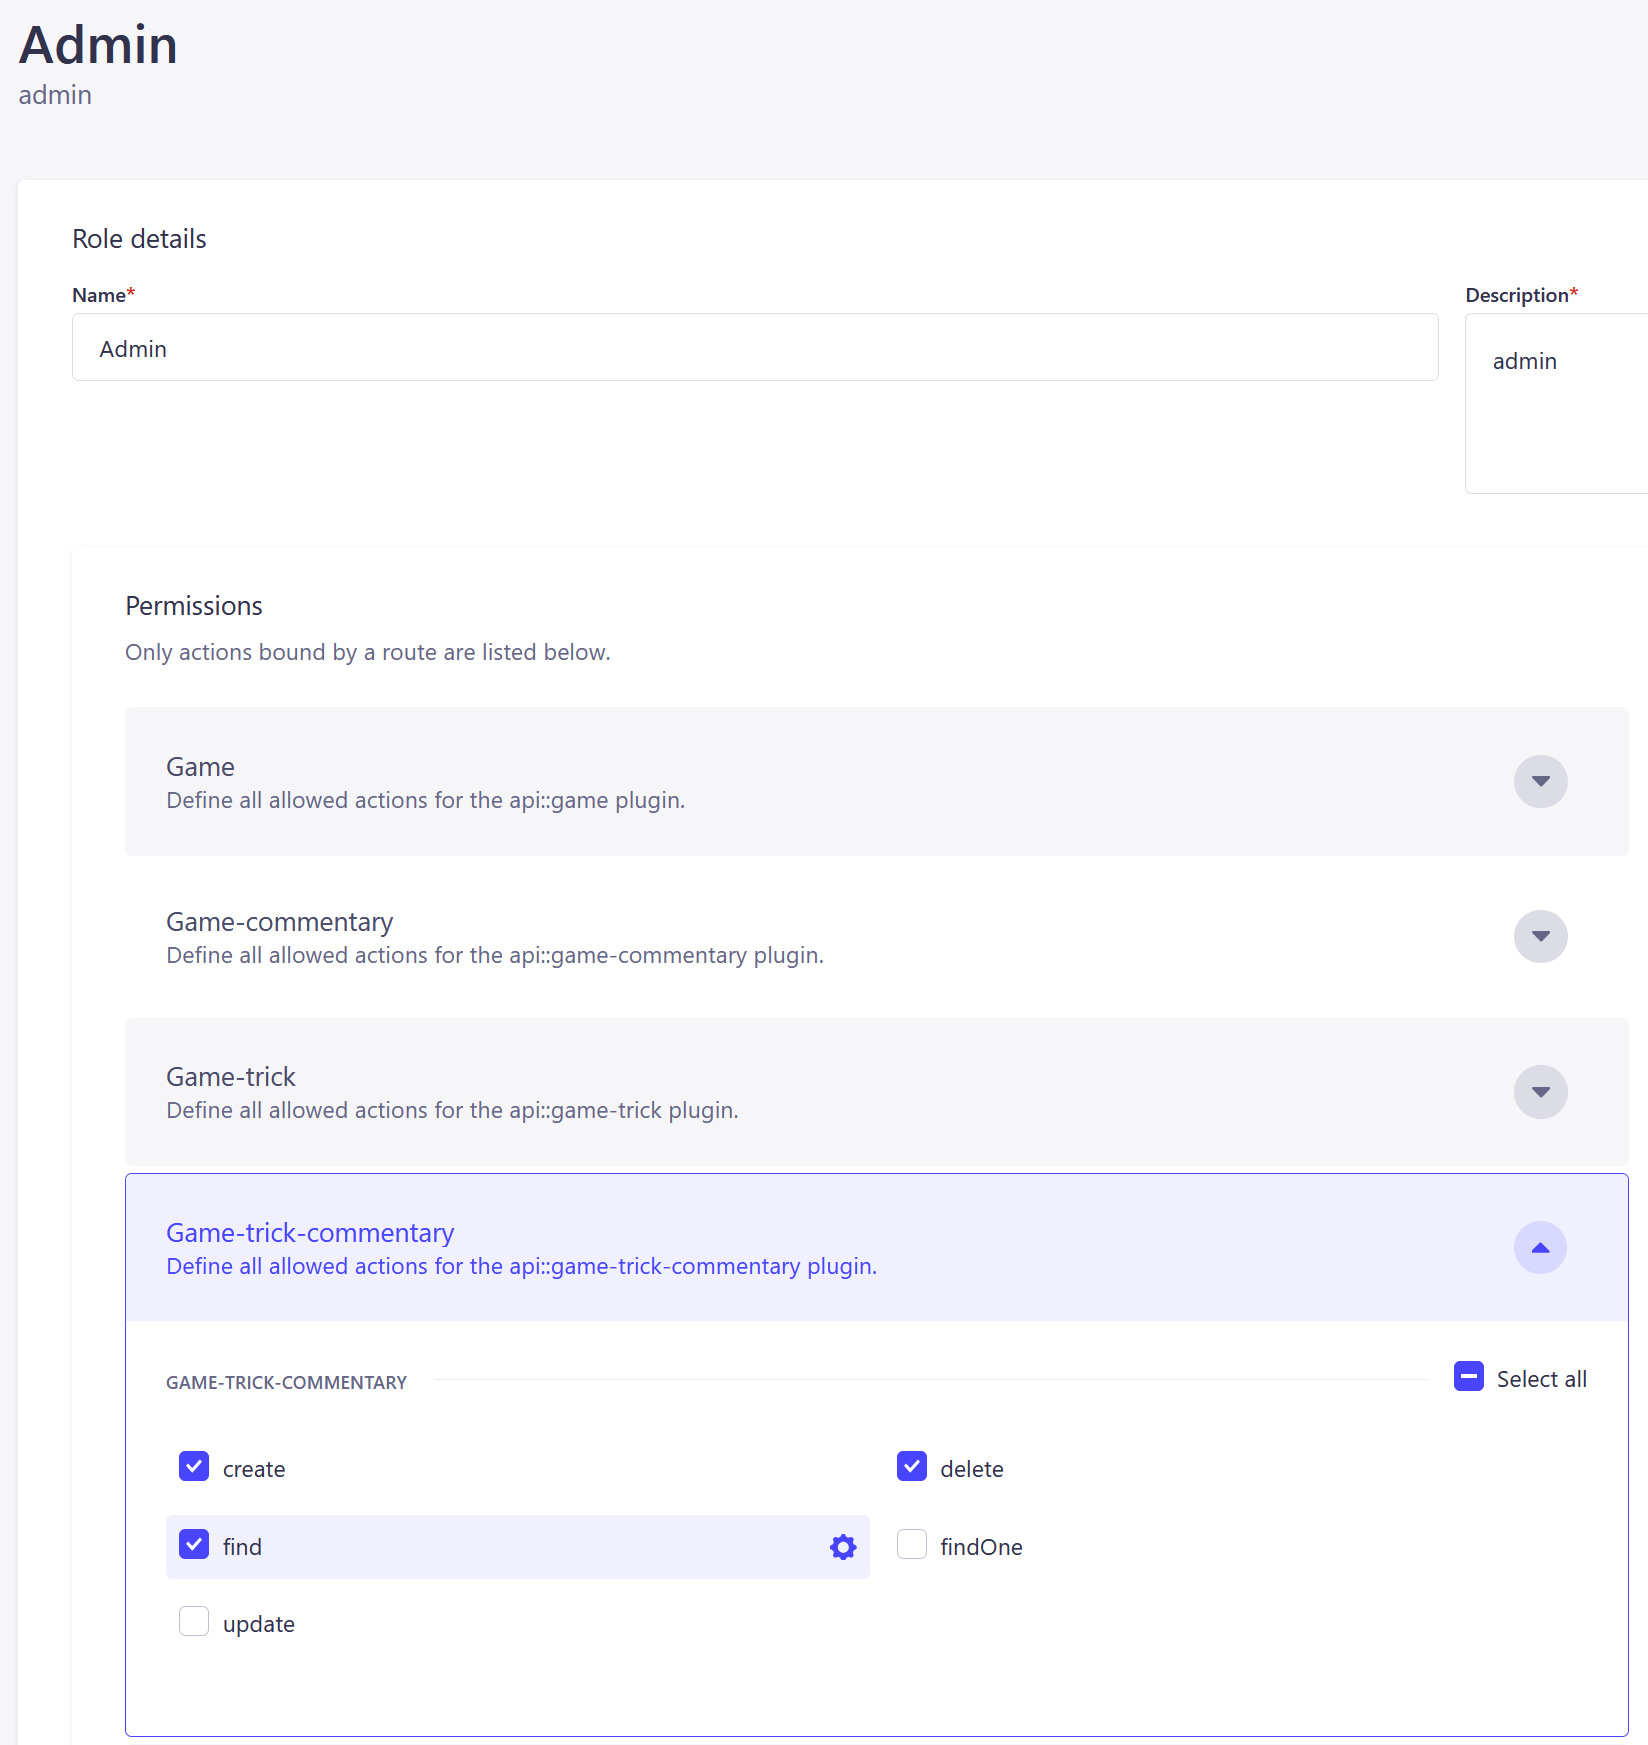 Admin
admin
Role details
Name*
Description*
Admin
admin
Permissions
Only actions bound by a route are listed below.
Game
Define all allowed actions for the api::game plugin.
Game-commentary
Define all allowed actions for the api::game-commentary plugin.
Game-trick
Define all allowed actions for the api::game-trick plugin.
Game-trick-commentary
Define all allowed actions for the api::game-trick-commentary plugin.
GAME-TRICK-COMMENTARY
Select all
create
delete
find
findOne
update